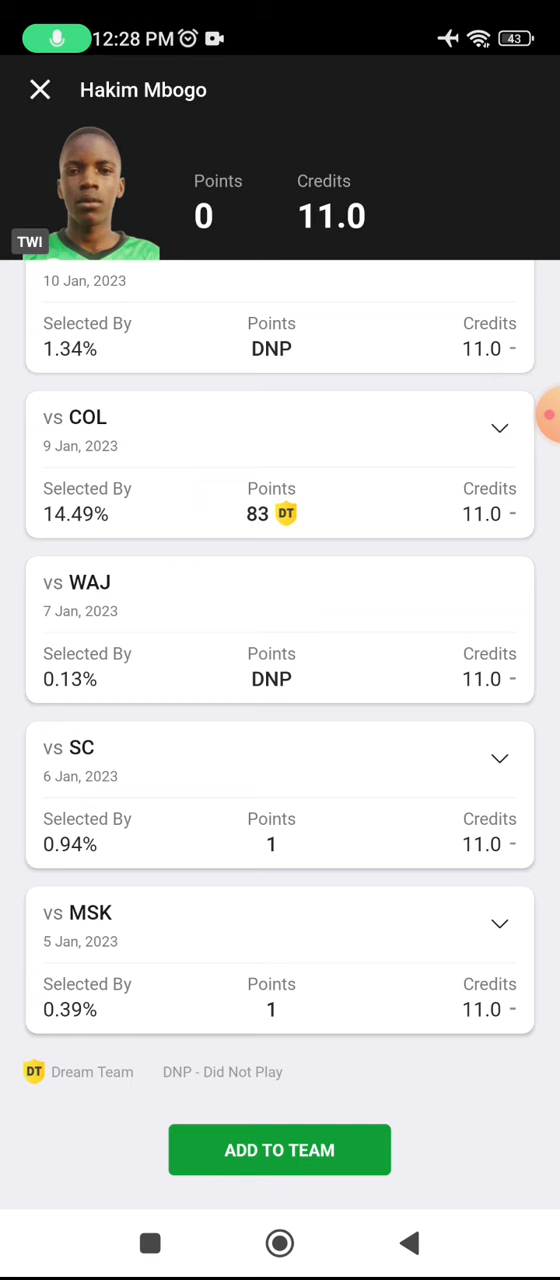 12:28 PM 43
Hakim Mbogo
Points Credits
0 11.0
TWI
10 Jan, 2023
Selected By Points Credits
1.34% DNP 11.0 -
vs COL
9 Jan, 2023
Selected By Points Credits
14.49% 83 DT 11.0 -
vs WAJ
7 Jan, 2023
Selected By Points Credits
0.13% DNP 11.0 -
vs SC
6 Jan, 2023
Selected By Points Credits
0.94% 1 11.0 -
vs MSK
5 Jan, 2023
Selected By Points Credits
0.39% 1 11.0 -
DT Dream Team DNP - Did Not Play
ADD TO TEAM